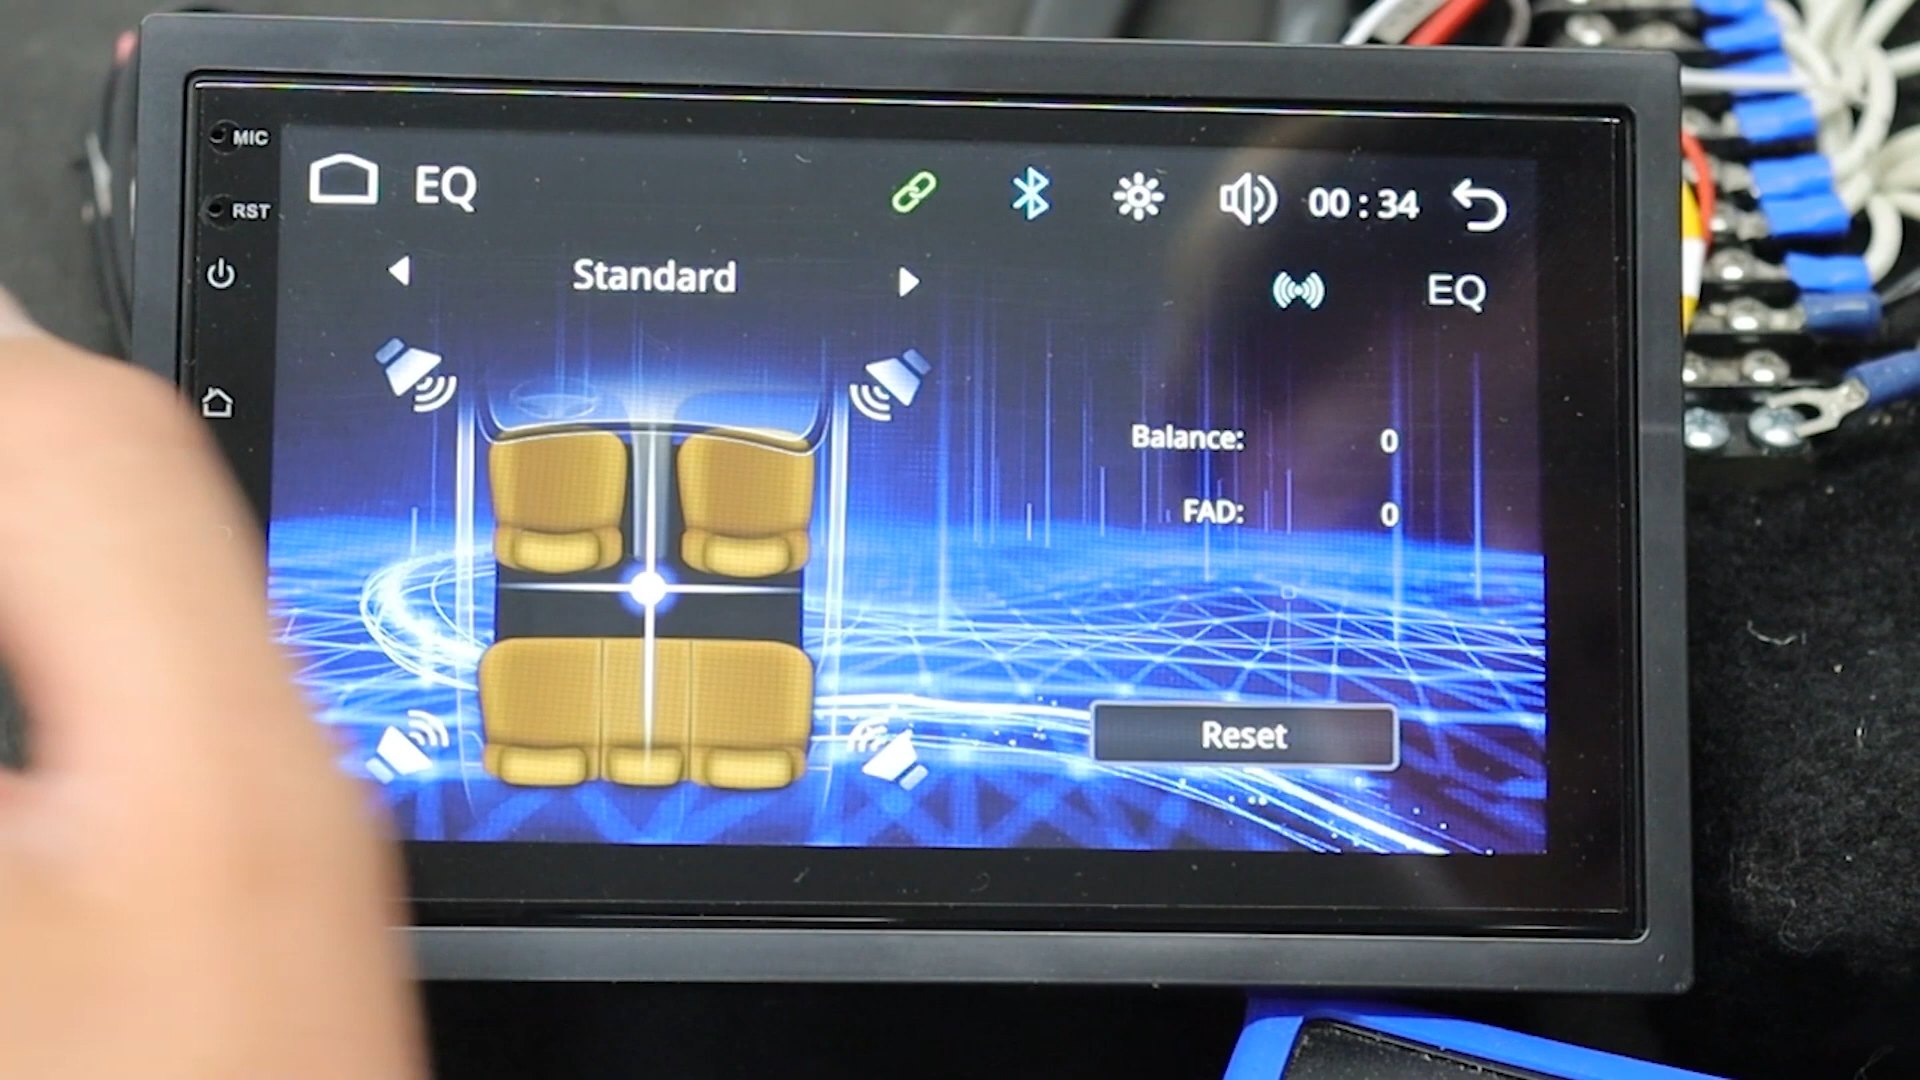 MIC
RST
EQ
00 : 34
Standard
EQ
Balance: 0
FAD: 0
Reset